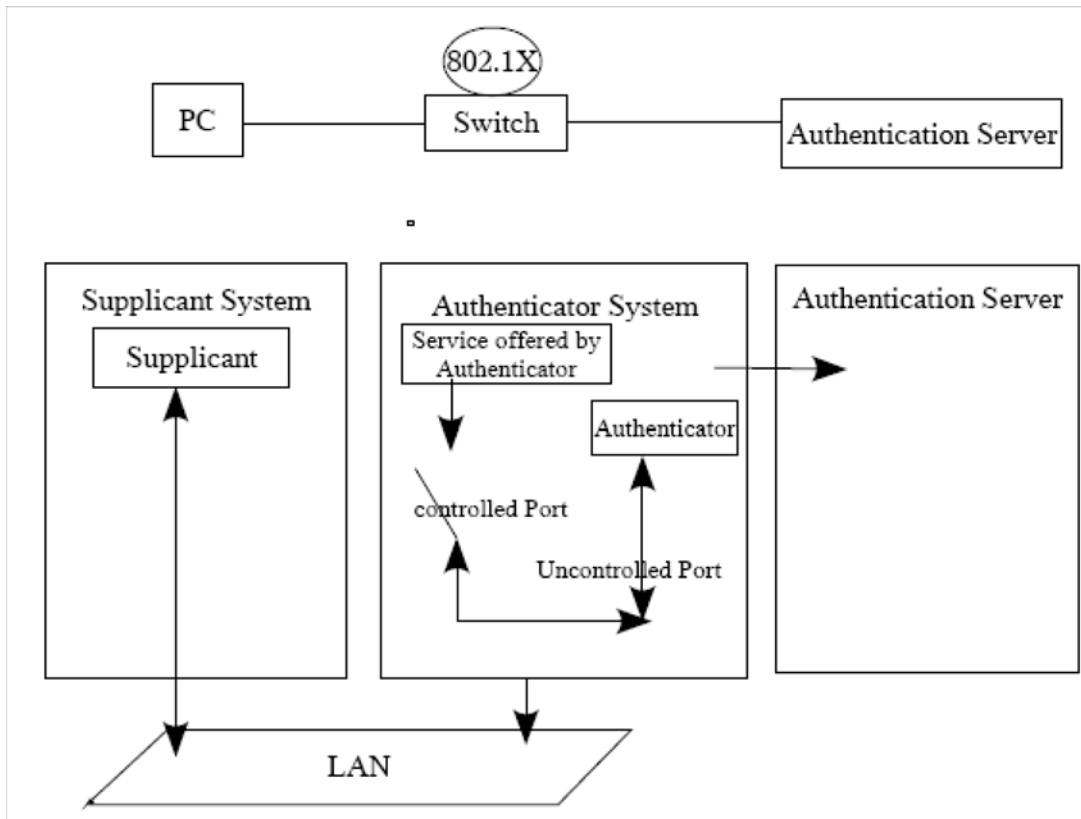 802.1X
PC
Switch
Authentication Server
Supplicant System
Supplicant
Authenticator System
Service offered by
Authenticator
Authenticator
controlled Port
Uncontrolled Port
Authentication Server
LAN